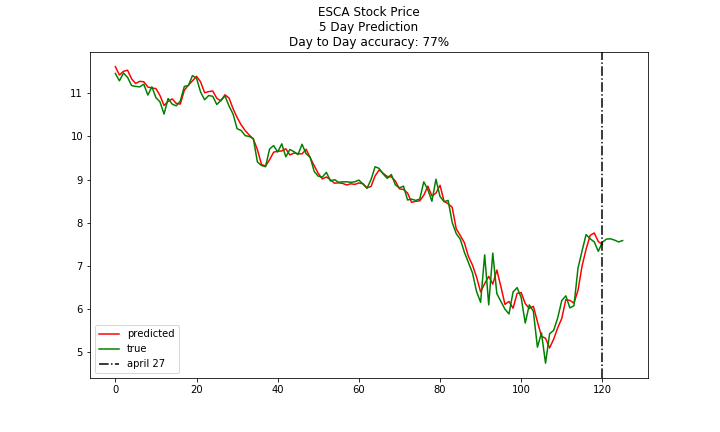 ESCA Stock Price
5 Day Prediction
Day to Day accuracy: 77%
11
10
9
8
7
6
5
predicted
true
april 27
0 20 40 60 80 100 120